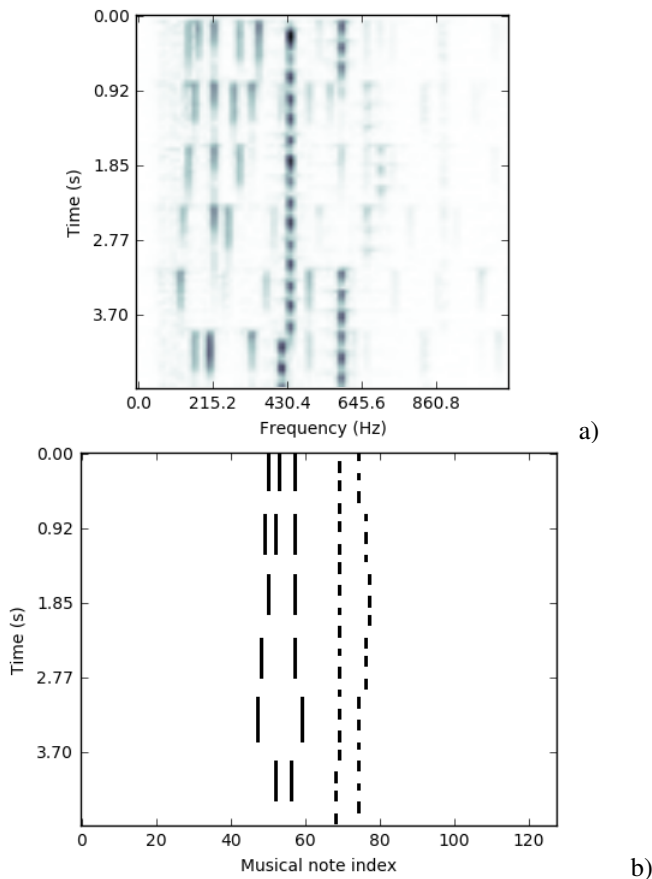 0.00
0.92
1.85
2.77
3.70
Time (s)
0.0 215.2 430.4 645.6 860.8
Frequency (Hz)
a)
0.00
0.92
1.85
2.77
3.70
Time (s)
0 20 40 60 80 100 120
Musical note index
b)